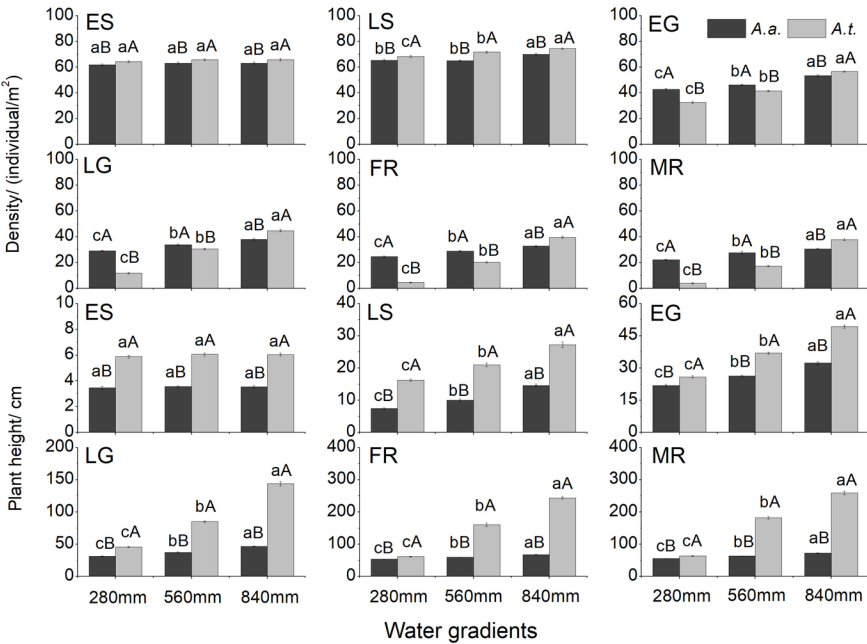 ES
LS
EG
A.a.
A.t.
100
80
60
40
20
0
aB aA aB aA aB aA
100
80
60
40
20
0
bB cA bB bA aB aA
100
80
60
40
20
0
cA cB bA bB aB aA
Density/ (individual/m²)
LG
FR
MR
100
80
60
40
20
0
cA cB bA bB aB aA
100
80
60
40
20
0
cA cB bA bB aB aA
100
80
60
40
20
0
cA cB bA bB aB aA
ES
LS
EG
10
8
6
4
2
0
aB aA aB aA aB aA
40
30
20
10
0
cB cA bB bA aB aA
60
45
30
15
0
cB cA bB bA aB aA
Plant height/ cm
LG
FR
MR
200
150
100
50
0
cB cA bB bA aB aA
400
300
200
100
0
cB cA bB bA aB aA
400
300
200
100
0
cB cA bB bA aB aA
280mm 560mm 840mm
280mm 560mm 840mm
280mm 560mm 840mm
Water gradients